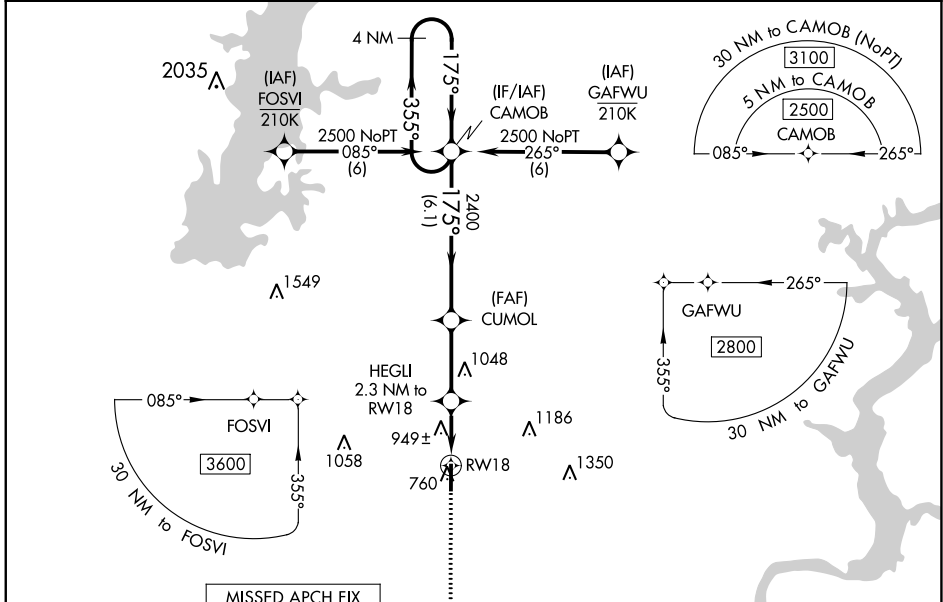 4 NM
175°
355°
2035
(IAF)
FOSVI
210K
(IF/IAF)
CAMOB
(IAF)
GAFWU
210K
2500 NoPT
085°
(6)
2500 NoPT
265°
(6)
30 NM to CAMOB (NoPT)
3100
5 NM to CAMOB
2500
CAMOB
085°
265°
2400
175°
(6.1)
1549
(FAF)
CUMOL
1048
HEGLI
2.3 NM to
RW18
949±
1186
1058
RW18
760
1350
265°
GAFWU
2800
355°
30 NM to GAFWU
085°
FOSVI
3600
355°
30 NM to FOSVI
MISSED APCH FIX